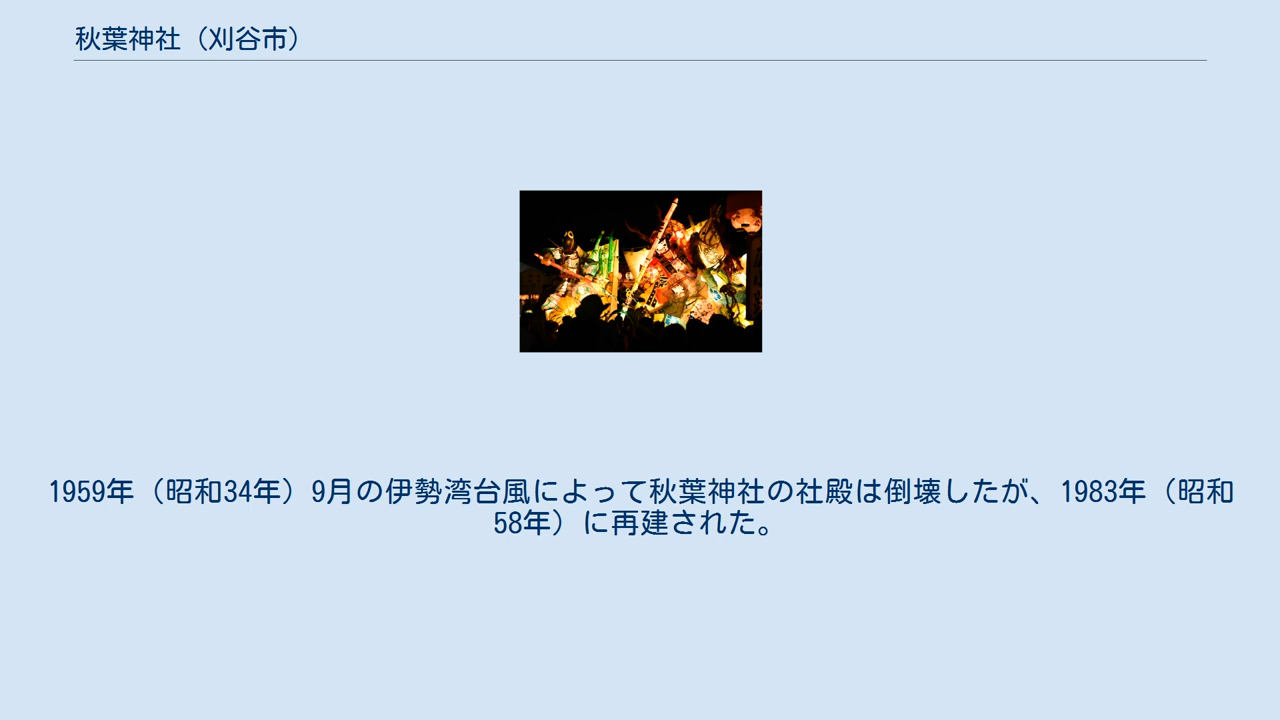 秋葉神社（刈谷市）
1959年（昭和34年）9月の伊勢湾台風によって秋葉神社の社殿は倒壊したが、1983年（昭和
58年）に再建された。